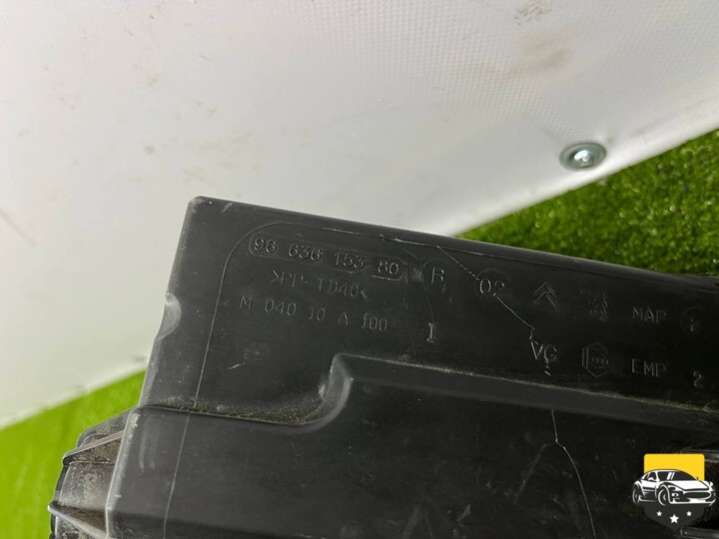 96 636 153 80 R 02 MAP
>PP-TD40<
M 040 10 A 100 I VG EMP 2